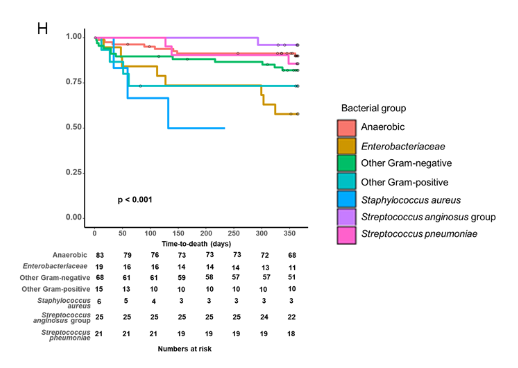 H
1.00
0.75
0.50
0.25
0.00
0 50 100 150 200 250 300 350
Time-to-death (days)
p < 0.001
Bacterial group
Anaerobic
Enterobacteriaceae
Other Gram-negative
Other Gram-positive
Staphylococcus aureus
Streptococcus anginosus group
Streptococcus pneumoniae
Anaerobic 83 79 76 73 73 73 72 68
Enterobacteriaceae 19 16 16 14 14 14 13 11
Other Gram-negative 68 61 61 59 58 57 57 51
Other Gram-positive 15 13 10 10 10 10 10 10
Staphylococcus 6 5 4 3 3 3 3 3
aureus
Streptococcus 25 25 25 25 25 25 24 22
anginosus group
Streptococcus 21 21 21 19 19 19 19 18
pneumoniae
Numbers at risk